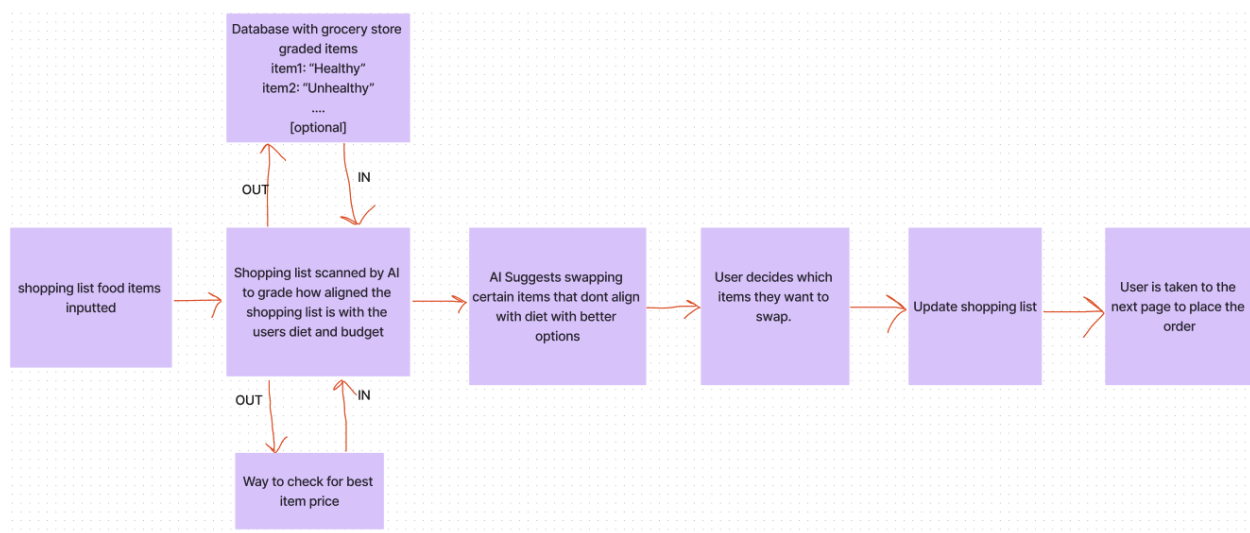 Database with grocery store
graded items
item1: “Healthy”
item2: “Unhealthy”
....
[optional]
OUT
IN
shopping list food items
inputted
Shopping list scanned by AI
to grade how aligned the
shopping list is with the
users diet and budget
AI Suggests swapping
certain items that dont align
with diet with better
options
User decides which
items they want to
swap.
Update shopping list
User is taken to the
next page to place the
order
OUT
IN
Way to check for best
item price